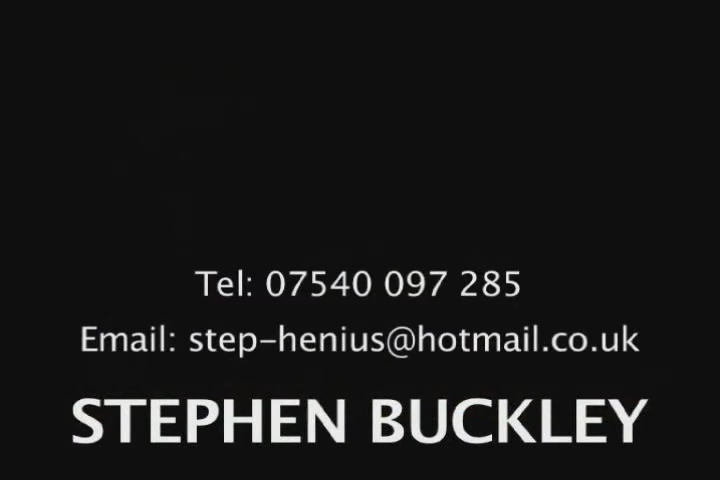 Tel: 07540 097 285
Email: step-henius@hotmail.co.uk
STEPHEN BUCKLEY